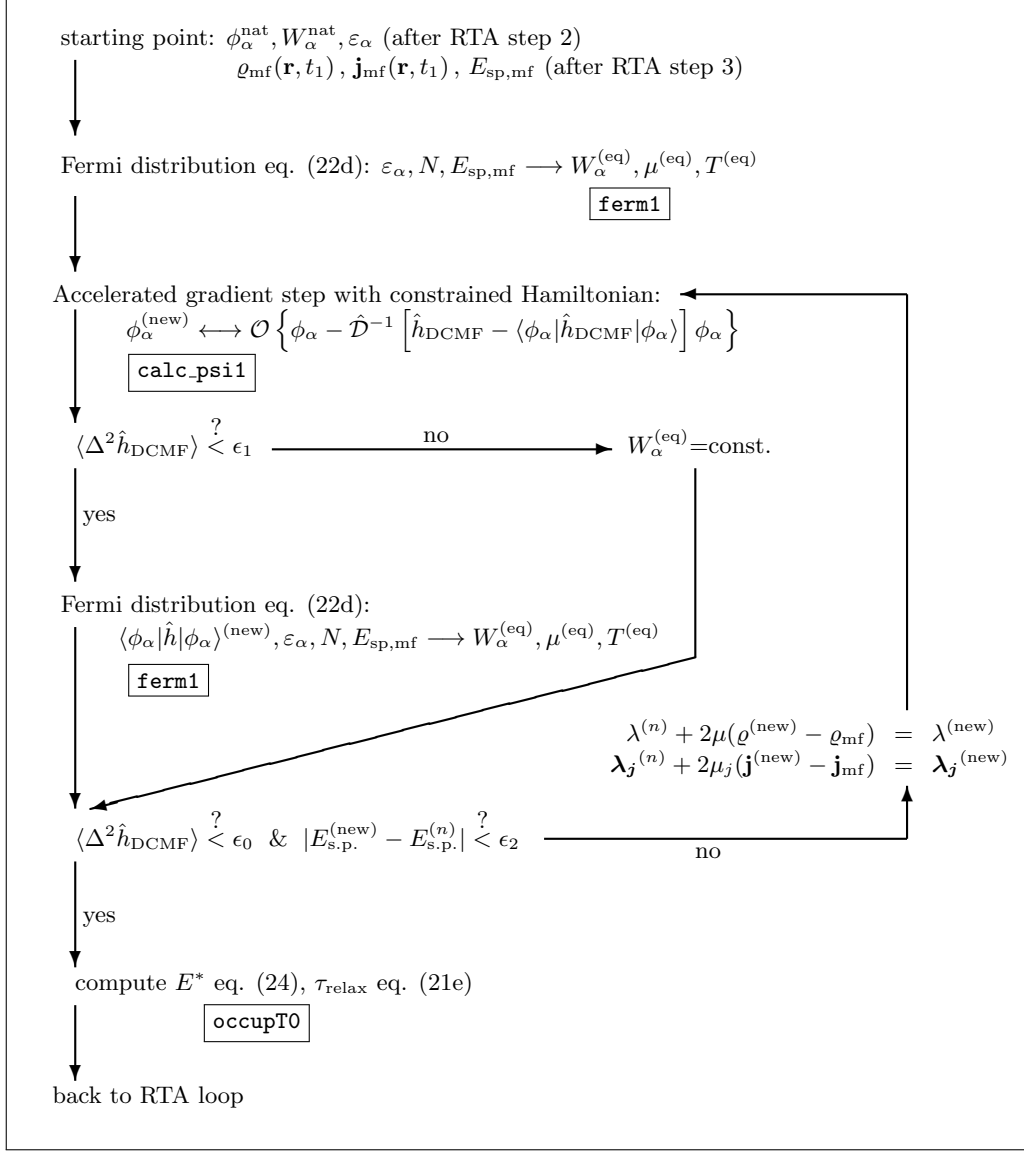 starting point: ϕ_α^nat, W_α^nat, ε_α (after RTA step 2)
ϱ_mf(𝐫, t_1) , 𝐣_mf(𝐫, t_1) , E_sp,mf (after RTA step 3)
Fermi distribution eq. (22d): ε_α, N, E_sp,mf ⟶ W_α^(eq), μ^(eq), T^(eq)
ferm1
Accelerated gradient step with constrained Hamiltonian:
ϕ_α^(new) ⟷ 𝒪 { ϕ_α − 𝒟̂^−1 [ ĥ_DCMF − ⟨ϕ_α|ĥ_DCMF|ϕ_α⟩ ] ϕ_α }
calc_psi1
⟨Δ^2 ĥ_DCMF⟩ <^? ϵ_1 no W_α^(eq)=const.
yes
Fermi distribution eq. (22d):
⟨ϕ_α|ĥ|ϕ_α⟩^(new), ε_α, N, E_sp,mf ⟶ W_α^(eq), μ^(eq), T^(eq)
ferm1
λ^(n) + 2μ(ϱ^(new) − ϱ_mf) = λ^(new)
𝝀_𝒋^(n) + 2μ_j(𝐣^(new) − 𝐣_mf) = 𝝀_𝒋^(new)
⟨Δ^2 ĥ_DCMF⟩ <^? ϵ_0 & |E_s.p.^(new) − E_s.p.^(n)| <^? ϵ_2 no
yes
compute E* eq. (24), τ_relax eq. (21e)
occupT0
back to RTA loop